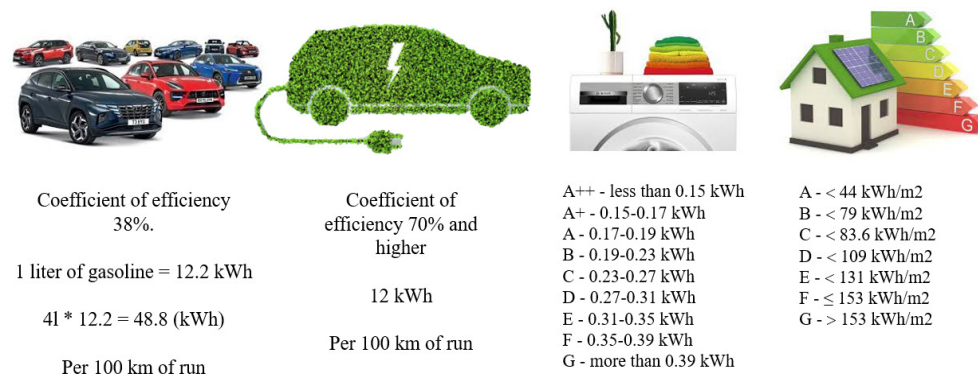 A
B
C
D
E
F
G
Coefficient of efficiency
38%.
1 liter of gasoline = 12.2 kWh
4l * 12.2 = 48.8 (kWh)
Per 100 km of run
Coefficient of
efficiency 70% and
higher
12 kWh
Per 100 km of run
A++ - less than 0.15 kWh
A+ - 0.15-0.17 kWh
A - 0.17-0.19 kWh
B - 0.19-0.23 kWh
C - 0.23-0.27 kWh
D - 0.27-0.31 kWh
E - 0.31-0.35 kWh
F - 0.35-0.39 kWh
G - more than 0.39 kWh
A - < 44 kWh/m2
B - < 79 kWh/m2
C - < 83.6 kWh/m2
D - < 109 kWh/m2
E - < 131 kWh/m2
F - ≤ 153 kWh/m2
G - > 153 kWh/m2